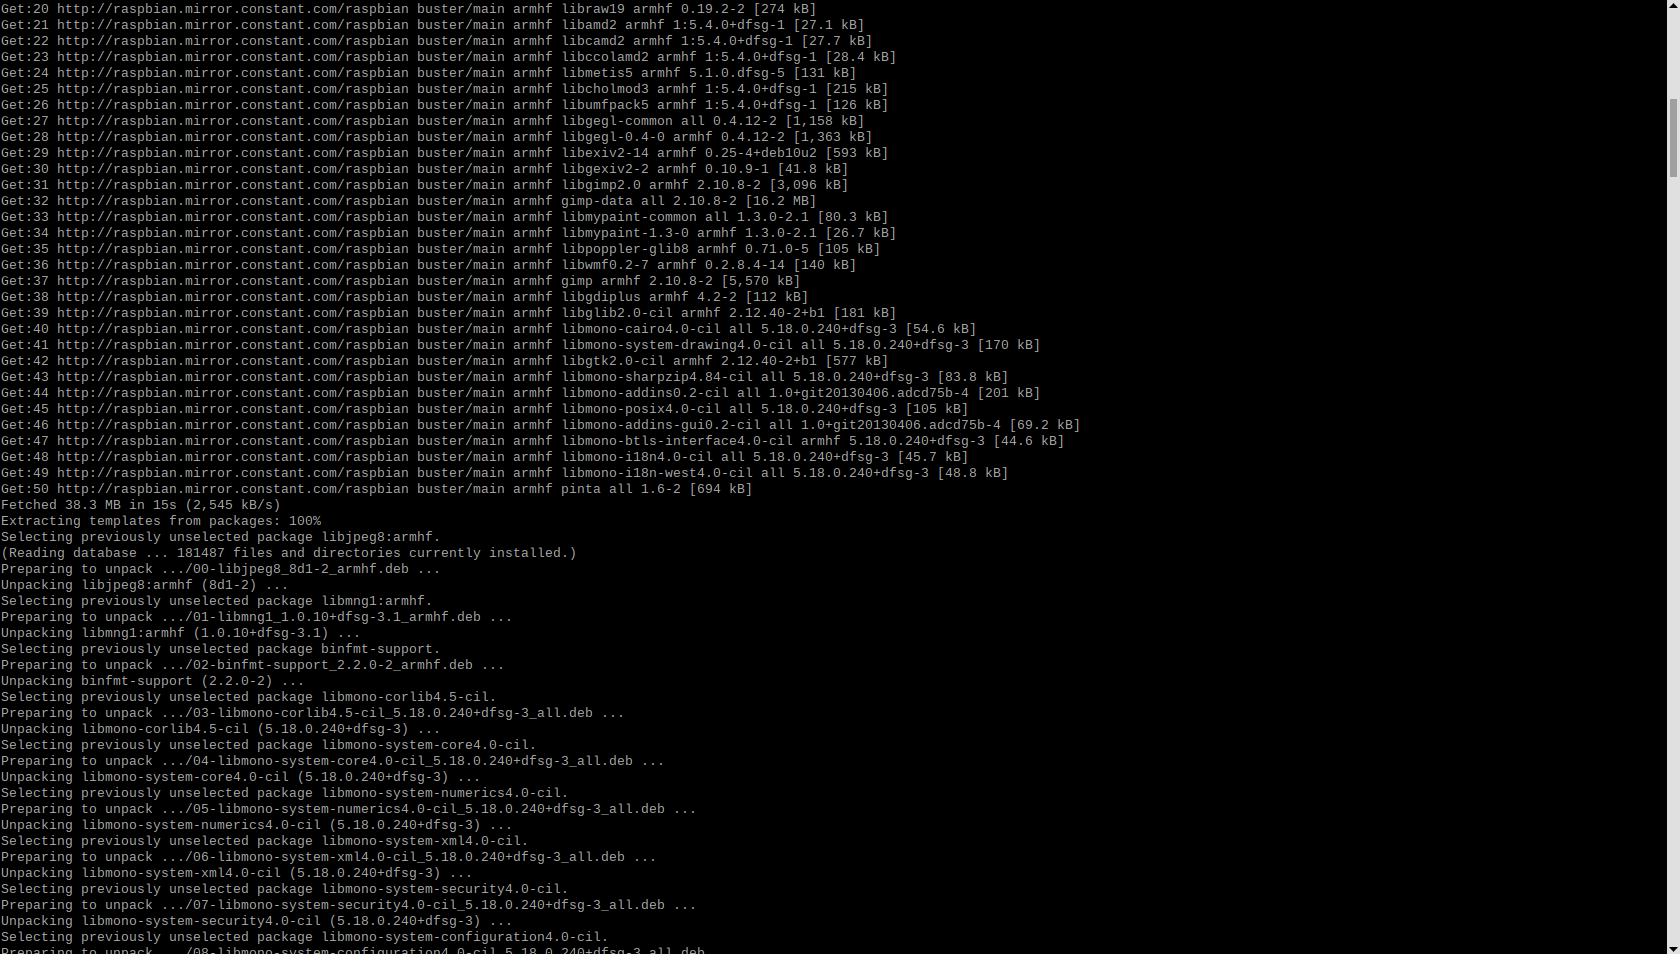 Get:20 http://raspbian.mirror.constant.com/raspbian buster/main armhf libraw19 armhf 0.19.2-2 [274 kB]
Get:21 http://raspbian.mirror.constant.com/raspbian buster/main armhf libamd2 armhf 1:5.4.0+dfsg-1 [27.1 kB]
Get:22 http://raspbian.mirror.constant.com/raspbian buster/main armhf libcamd2 armhf 1:5.4.0+dfsg-1 [27.7 kB]
Get:23 http://raspbian.mirror.constant.com/raspbian buster/main armhf libccolamd2 armhf 1:5.4.0+dfsg-1 [28.4 kB]
Get:24 http://raspbian.mirror.constant.com/raspbian buster/main armhf libmetis5 armhf 5.1.0.dfsg-5 [131 kB]
Get:25 http://raspbian.mirror.constant.com/raspbian buster/main armhf libcholmod3 armhf 1:5.4.0+dfsg-1 [215 kB]
Get:26 http://raspbian.mirror.constant.com/raspbian buster/main armhf libumfpack5 armhf 1:5.4.0+dfsg-1 [126 kB]
Get:27 http://raspbian.mirror.constant.com/raspbian buster/main armhf libgegl-common all 0.4.12-2 [1,158 kB]
Get:28 http://raspbian.mirror.constant.com/raspbian buster/main armhf libgegl-0.4-0 armhf 0.4.12-2 [1,363 kB]
Get:29 http://raspbian.mirror.constant.com/raspbian buster/main armhf libexiv2-14 armhf 0.25-4+deb10u2 [593 kB]
Get:30 http://raspbian.mirror.constant.com/raspbian buster/main armhf libgexiv2-2 armhf 0.10.9-1 [41.8 kB]
Get:31 http://raspbian.mirror.constant.com/raspbian buster/main armhf libgimp2.0 armhf 2.10.8-2 [3,096 kB]
Get:32 http://raspbian.mirror.constant.com/raspbian buster/main armhf gimp-data all 2.10.8-2 [16.2 MB]
Get:33 http://raspbian.mirror.constant.com/raspbian buster/main armhf libmypaint-common all 1.3.0-2.1 [80.3 kB]
Get:34 http://raspbian.mirror.constant.com/raspbian buster/main armhf libmypaint-1.3-0 armhf 1.3.0-2.1 [26.7 kB]
Get:35 http://raspbian.mirror.constant.com/raspbian buster/main armhf libpoppler-glib8 armhf 0.71.0-5 [105 kB]
Get:36 http://raspbian.mirror.constant.com/raspbian buster/main armhf libwmf0.2-7 armhf 0.2.8.4-14 [140 kB]
Get:37 http://raspbian.mirror.constant.com/raspbian buster/main armhf gimp armhf 2.10.8-2 [5,570 kB]
Get:38 http://raspbian.mirror.constant.com/raspbian buster/main armhf libgdiplus armhf 4.2-2 [112 kB]
Get:39 http://raspbian.mirror.constant.com/raspbian buster/main armhf libglib2.0-cil armhf 2.12.40-2+b1 [181 kB]
Get:40 http://raspbian.mirror.constant.com/raspbian buster/main armhf libmono-cairo4.0-cil all 5.18.0.240+dfsg-3 [54.6 kB]
Get:41 http://raspbian.mirror.constant.com/raspbian buster/main armhf libmono-system-drawing4.0-cil all 5.18.0.240+dfsg-3 [170 kB]
Get:42 http://raspbian.mirror.constant.com/raspbian buster/main armhf libgtk2.0-cil armhf 2.12.40-2+b1 [577 kB]
Get:43 http://raspbian.mirror.constant.com/raspbian buster/main armhf libmono-sharpzip4.84-cil all 5.18.0.240+dfsg-3 [83.8 kB]
Get:44 http://raspbian.mirror.constant.com/raspbian buster/main armhf libmono-addins0.2-cil all 1.0+git20130406.adcd75b-4 [201 kB]
Get:45 http://raspbian.mirror.constant.com/raspbian buster/main armhf libmono-posix4.0-cil all 5.18.0.240+dfsg-3 [105 kB]
Get:46 http://raspbian.mirror.constant.com/raspbian buster/main armhf libmono-addins-gui0.2-cil all 1.0+git20130406.adcd75b-4 [69.2 kB]
Get:47 http://raspbian.mirror.constant.com/raspbian buster/main armhf libmono-btls-interface4.0-cil armhf 5.18.0.240+dfsg-3 [44.6 kB]
Get:48 http://raspbian.mirror.constant.com/raspbian buster/main armhf libmono-i18n4.0-cil all 5.18.0.240+dfsg-3 [45.7 kB]
Get:49 http://raspbian.mirror.constant.com/raspbian buster/main armhf libmono-i18n-west4.0-cil all 5.18.0.240+dfsg-3 [48.8 kB]
Get:50 http://raspbian.mirror.constant.com/raspbian buster/main armhf pinta all 1.6-2 [694 kB]
Fetched 38.3 MB in 15s (2,545 kB/s)
Extracting templates from packages: 100%
Selecting previously unselected package libjpeg8:armhf.
(Reading database ... 181487 files and directories currently installed.)
Preparing to unpack .../00-libjpeg8_8d1-2_armhf.deb ...
Unpacking libjpeg8:armhf (8d1-2) ...
Selecting previously unselected package libmng1:armhf.
Preparing to unpack .../01-libmng1_1.0.10+dfsg-3.1_armhf.deb ...
Unpacking libmng1:armhf (1.0.10+dfsg-3.1) ...
Selecting previously unselected package binfmt-support.
Preparing to unpack .../02-binfmt-support_2.2.0-2_armhf.deb ...
Unpacking binfmt-support (2.2.0-2) ...
Selecting previously unselected package libmono-corlib4.5-cil.
Preparing to unpack .../03-libmono-corlib4.5-cil_5.18.0.240+dfsg-3_all.deb ...
Unpacking libmono-corlib4.5-cil (5.18.0.240+dfsg-3) ...
Selecting previously unselected package libmono-system-core4.0-cil.
Preparing to unpack .../04-libmono-system-core4.0-cil_5.18.0.240+dfsg-3_all.deb ...
Unpacking libmono-system-core4.0-cil (5.18.0.240+dfsg-3) ...
Selecting previously unselected package libmono-system-numerics4.0-cil.
Preparing to unpack .../05-libmono-system-numerics4.0-cil_5.18.0.240+dfsg-3_all.deb ...
Unpacking libmono-system-numerics4.0-cil (5.18.0.240+dfsg-3) ...
Selecting previously unselected package libmono-system-xml4.0-cil.
Preparing to unpack .../06-libmono-system-xml4.0-cil_5.18.0.240+dfsg-3_all.deb ...
Unpacking libmono-system-xml4.0-cil (5.18.0.240+dfsg-3) ...
Selecting previously unselected package libmono-system-security4.0-cil.
Preparing to unpack .../07-libmono-system-security4.0-cil_5.18.0.240+dfsg-3_all.deb ...
Unpacking libmono-system-security4.0-cil (5.18.0.240+dfsg-3) ...
Selecting previously unselected package libmono-system-configuration4.0-cil.
Preparing to unpack .../08-libmono-system-configuration4.0-cil_5.18.0.240+dfsg-3_all.deb